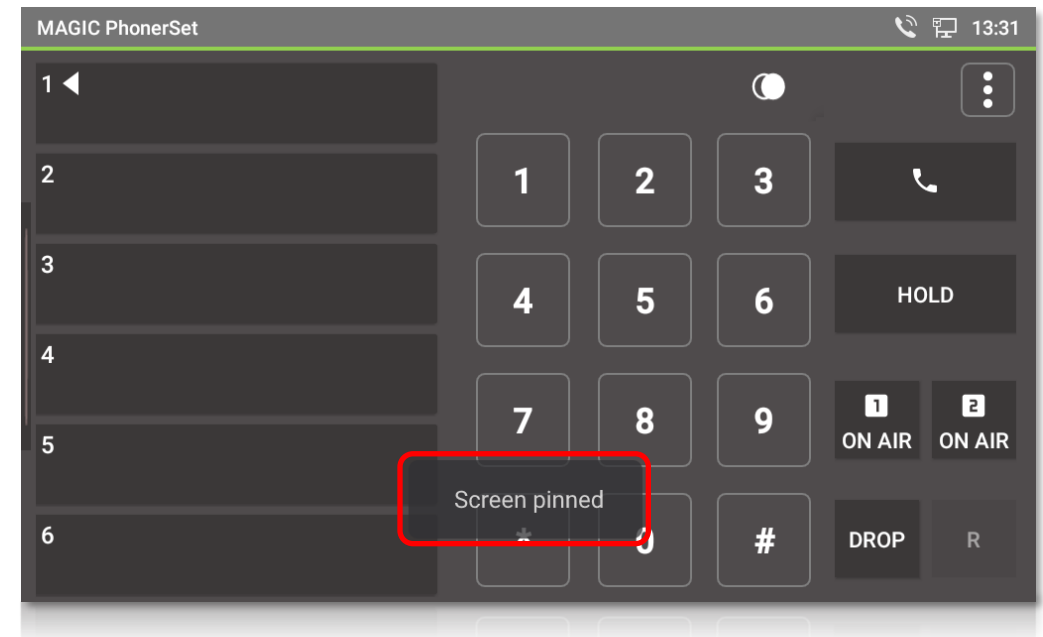 MAGIC PhonerSet
13:31
1
2
3
4
5
6
1 2 3
4 5 6
7 8 9
* 0 #
Screen pinned
HOLD
1 ON AIR
2 ON AIR
DROP
R